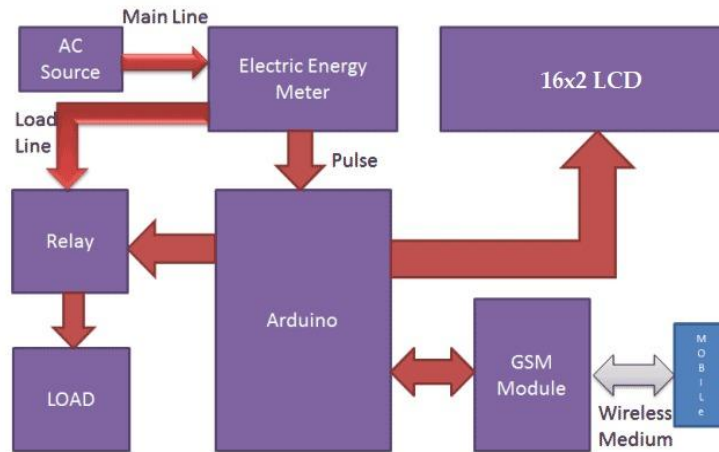 Main Line
AC
Source
Electric Energy
Meter
16x2 LCD
Load
Line
Pulse
Relay
Arduino
LOAD
GSM
Module
Wireless
Medium
M
O
B
I
L
e